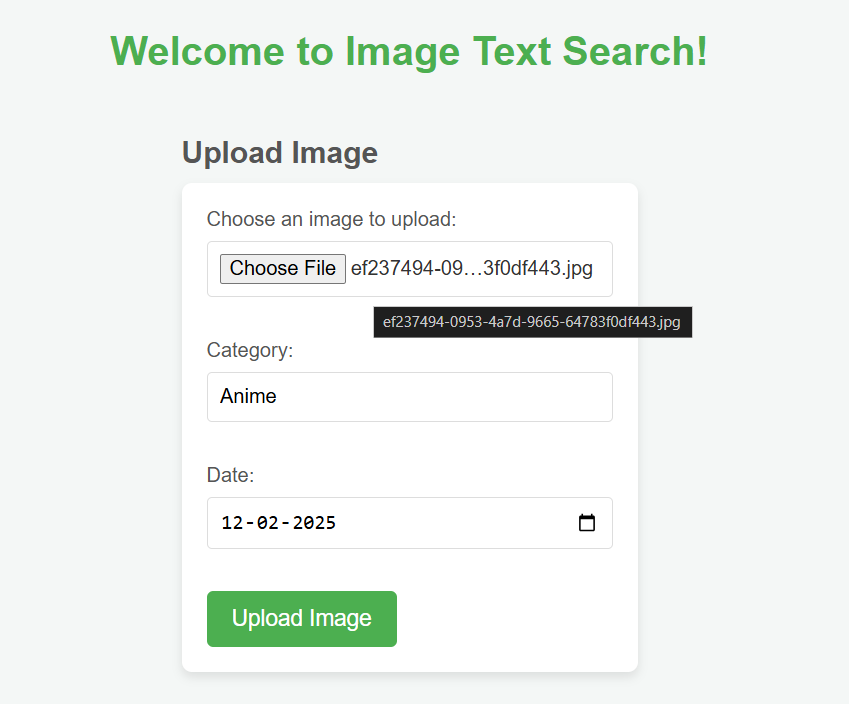 Welcome to Image Text Search!
Upload Image
Choose an image to upload:
Choose File ef237494-09…3f0df443.jpg
ef237494-0953-4a7d-9665-64783f0df443.jpg
Category:
Anime
Date:
12-02-2025
Upload Image